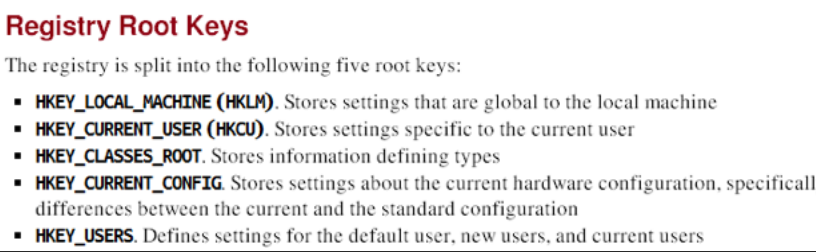 Registry Root Keys
The registry is split into the following five root keys:
▪ HKEY_LOCAL_MACHINE (HKLM). Stores settings that are global to the local machine
▪ HKEY_CURRENT_USER (HKCU). Stores settings specific to the current user
▪ HKEY_CLASSES_ROOT. Stores information defining types
▪ HKEY_CURRENT_CONFIG. Stores settings about the current hardware configuration, specificall
differences between the current and the standard configuration
▪ HKEY_USERS. Defines settings for the default user, new users, and current users